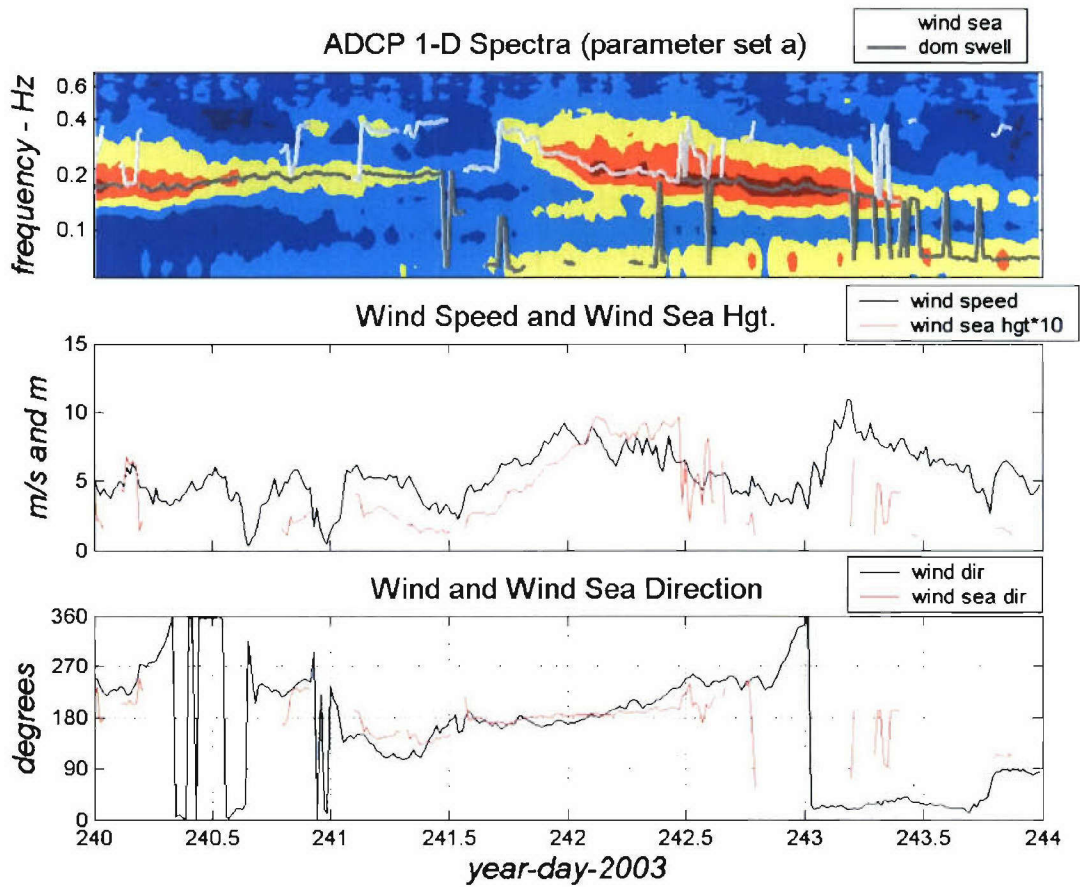 ADCP 1-D Spectra (parameter set a)
wind sea
dom swell
frequency - Hz
0.6
0.4
0.2
0.1
Wind Speed and Wind Sea Hgt.
wind speed
wind sea hgt*10
m/s and m
15
10
5
0
Wind and Wind Sea Direction
wind dir
wind sea dir
degrees
360
270
180
90
0
240 240.5 241 241.5 242 242.5 243 243.5 244
year-day-2003